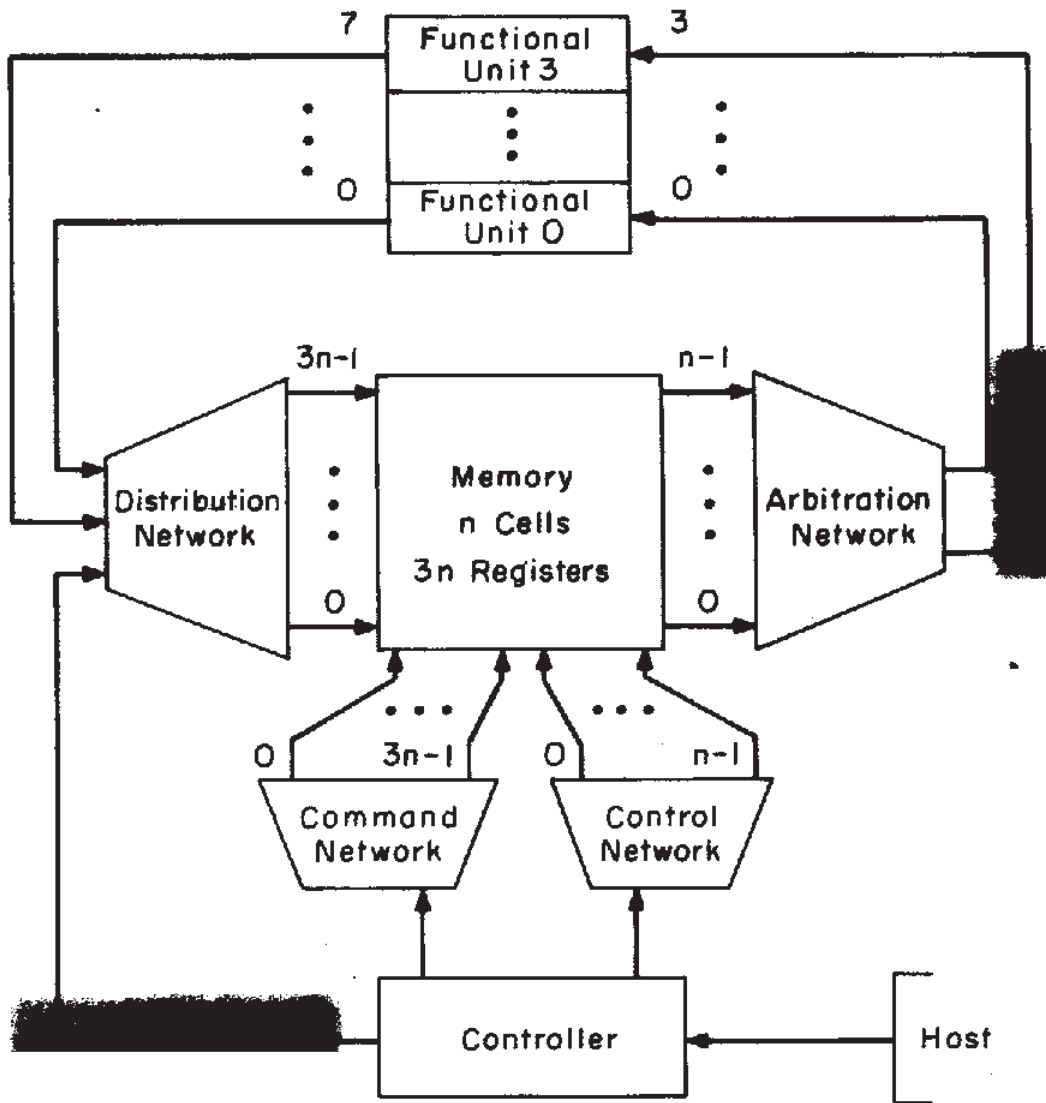 7
3
Functional
Unit 3
0
0
Functional
Unit 0
3n-1
n-1
Distribution
Network
Memory
n Cells
3n Registers
Arbitration
Network
0
0
0
3n-1
0
n-1
Command
Network
Control
Network
Controller
Host